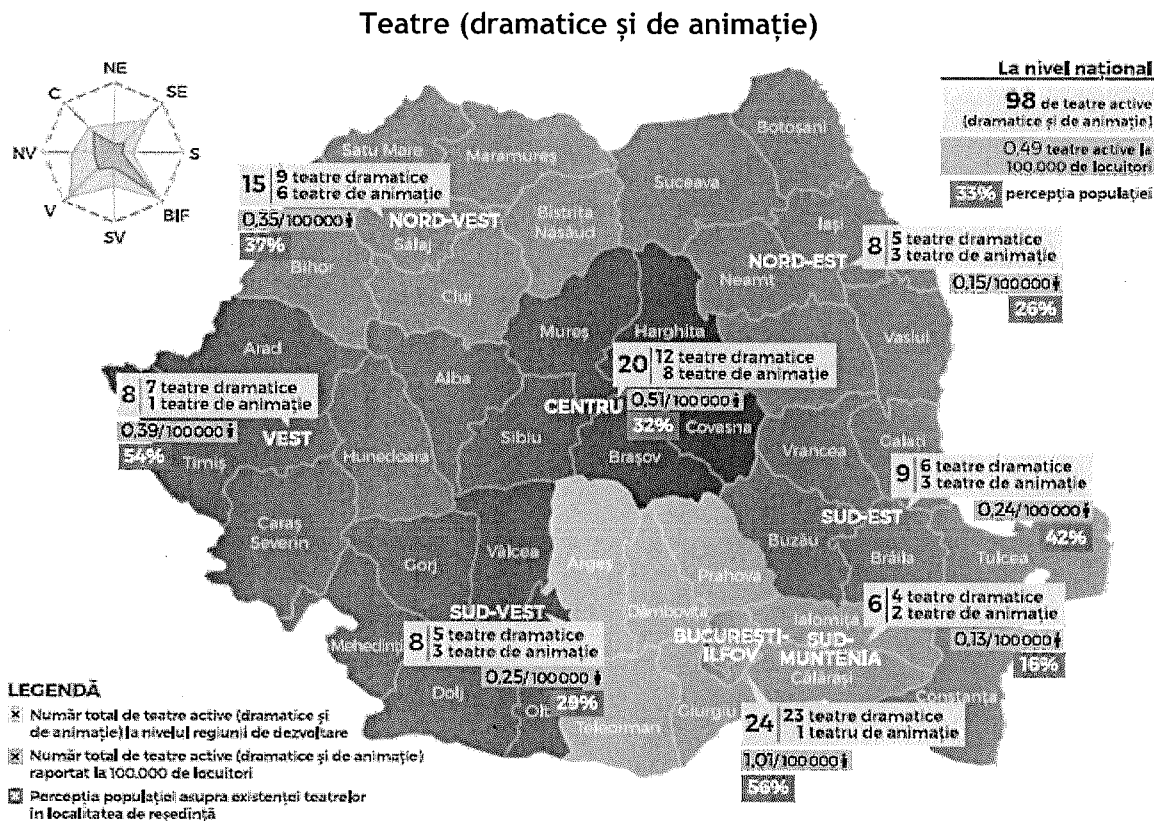 Teatre (dramatice și de animație)
NE
SE
S
BIF
SV
V
NV
C
La nivel național
98 de teatre active
(dramatice și de animație)
0,49 teatre active la
100.000 de locuitori
33% percepția populației
Botoșani
Satu Mare
Maramureș
Suceava
15
9 teatre dramatice
6 teatre de animație
0,35/100000
37%
NORD-VEST
Bistrița
Năsăud
Sălaj
Bihor
Cluj
Iași
8
5 teatre dramatice
3 teatre de animație
0,15/100000
26%
NORD-EST
Neamț
Vaslui
Mureș
Harghita
20
12 teatre dramatice
8 teatre de animație
0,51/100000
32%
CENTRU
Covasna
Alba
Sibiu
Brașov
Arad
8
7 teatre dramatice
1 teatre de animație
0,39/100000
54%
VEST
Timiș
Hunedoara
Caraș
Severin
Vrancea
Galați
9
6 teatre dramatice
3 teatre de animație
0,24/100000
42%
SUD-EST
Buzău
Brăila
Tulcea
Constanța
Gorj
Vâlcea
SUD-VEST
Mehedinți
8
5 teatre dramatice
3 teatre de animație
0,25/100000
29%
Dolj
Olt
Argeș
Prahova
Dâmbovița
Ialomița
6
4 teatre dramatice
2 teatre de animație
0,13/100000
16%
SUD-
MUNTENIA
Călărași
Giurgiu
Teleorman
BUCUREȘTI-
ILFOV
24
23 teatre dramatice
1 teatru de animație
1,01/100000
56%
LEGENDĂ
x Număr total de teatre active (dramatice și
de animație) la nivelul regiunii de dezvoltare
x Număr total de teatre active (dramatice și de animație)
raportat la 100.000 de locuitori
x Percepția populației asupra existenței teatrelor
în localitatea de reședință